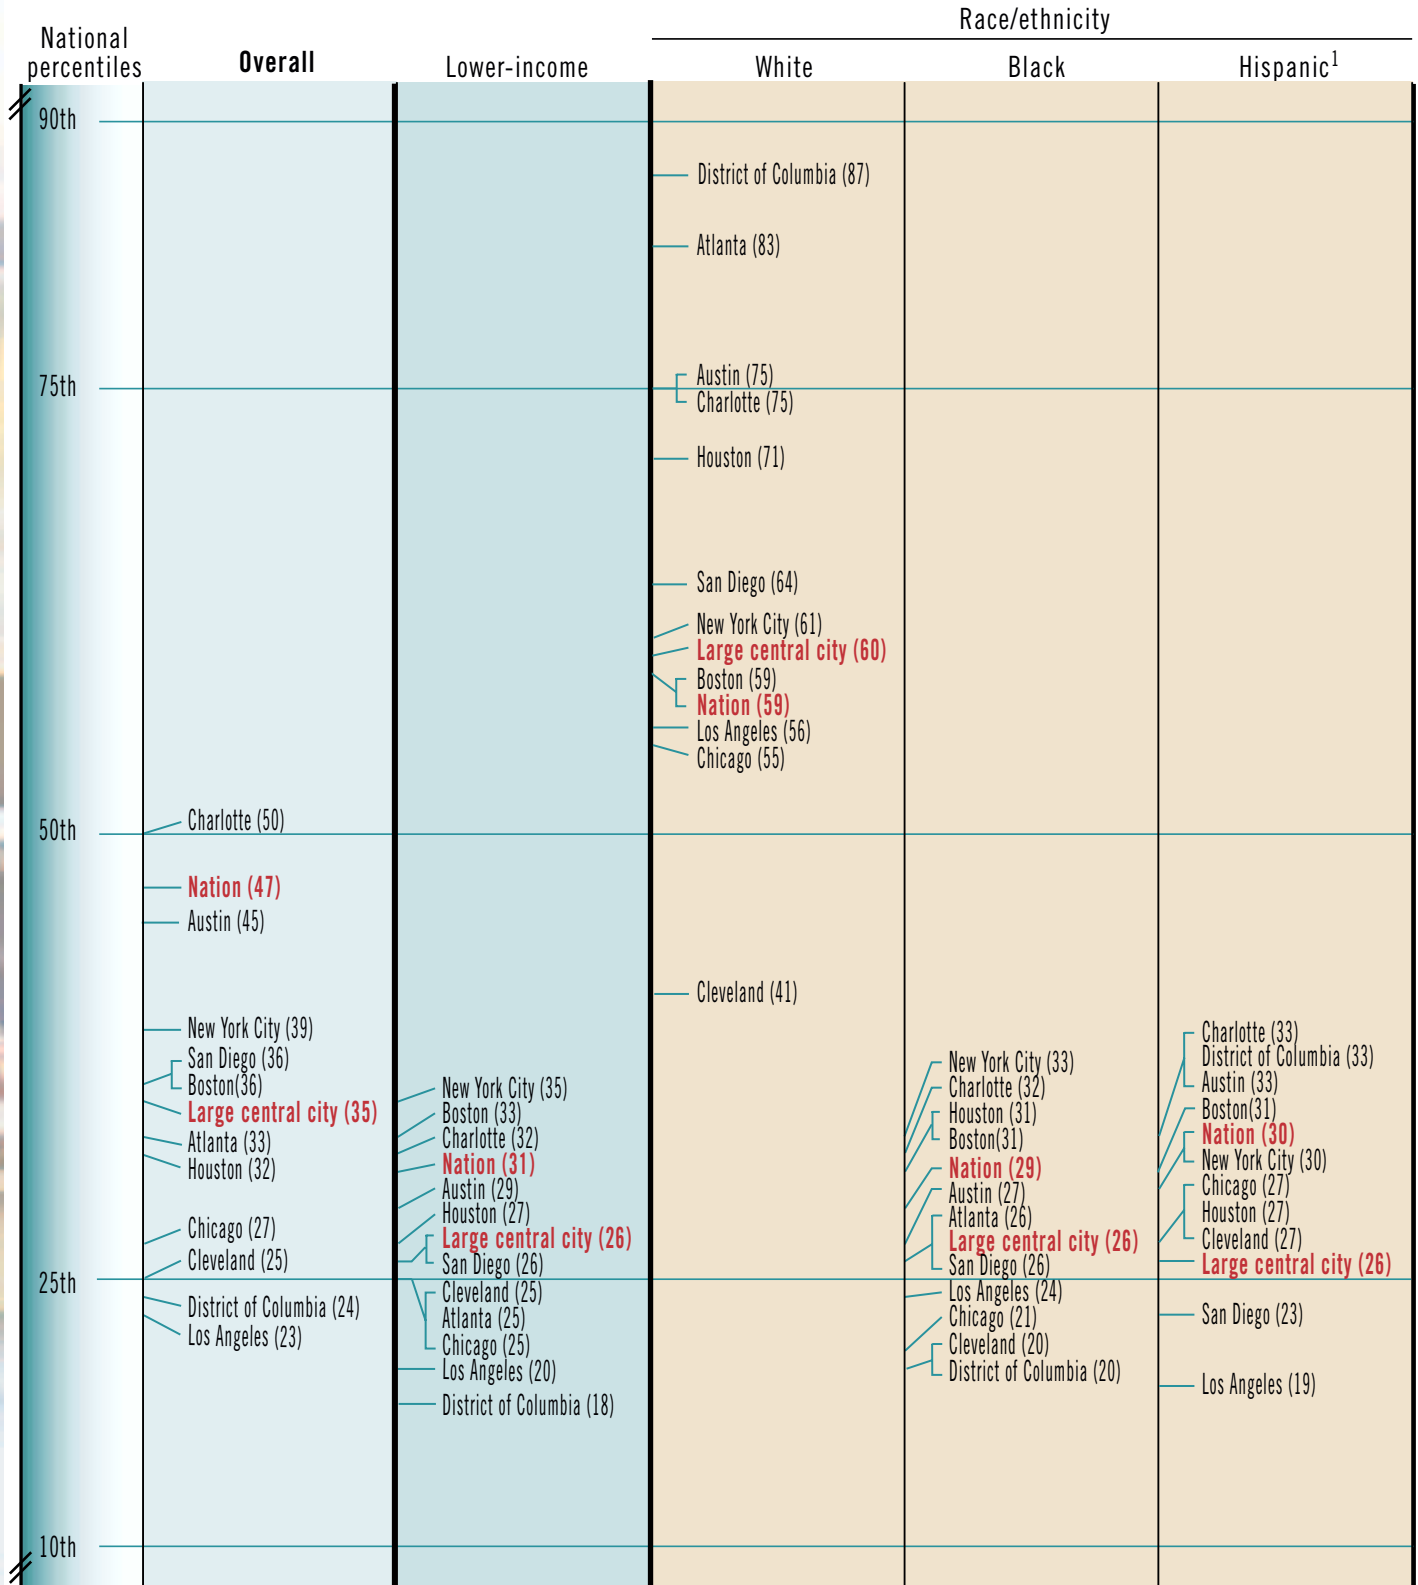 Race/ethnicity
National
percentiles
Overall
Lower-income
White
Black
Hispanic1
90th
75th
50th
25th
10th
Charlotte (50)
Nation (47)
Austin (45)
New York City (39)
San Diego (36)
Boston(36)
Large central city (35)
Atlanta (33)
Houston (32)
Chicago (27)
Cleveland (25)
District of Columbia (24)
Los Angeles (23)
New York City (35)
Boston (33)
Charlotte (32)
Nation (31)
Austin (29)
Houston (27)
Large central city (26)
San Diego (26)
Cleveland (25)
Atlanta (25)
Chicago (25)
Los Angeles (20)
District of Columbia (18)
District of Columbia (87)
Atlanta (83)
Austin (75)
Charlotte (75)
Houston (71)
San Diego (64)
New York City (61)
Large central city (60)
Boston (59)
Nation (59)
Los Angeles (56)
Chicago (55)
Cleveland (41)
New York City (33)
Charlotte (32)
Houston (31)
Boston(31)
Nation (29)
Austin (27)
Atlanta (26)
Large central city (26)
San Diego (26)
Los Angeles (24)
Chicago (21)
Cleveland (20)
District of Columbia (20)
Charlotte (33)
District of Columbia (33)
Austin (33)
Boston(31)
Nation (30)
New York City (30)
Chicago (27)
Houston (27)
Cleveland (27)
Large central city (26)
San Diego (23)
Los Angeles (19)